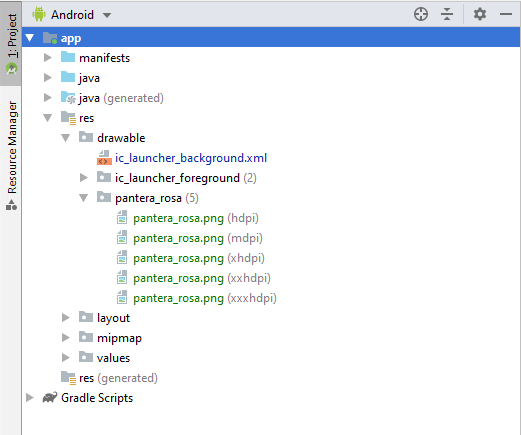 1: Project
Resource Manager
Android
app
manifests
java
java (generated)
res
drawable
ic_launcher_background.xml
ic_launcher_foreground (2)
pantera_rosa (5)
pantera_rosa.png (hdpi)
pantera_rosa.png (mdpi)
pantera_rosa.png (xhdpi)
pantera_rosa.png (xxhdpi)
pantera_rosa.png (xxxhdpi)
layout
mipmap
values
res (generated)
Gradle Scripts